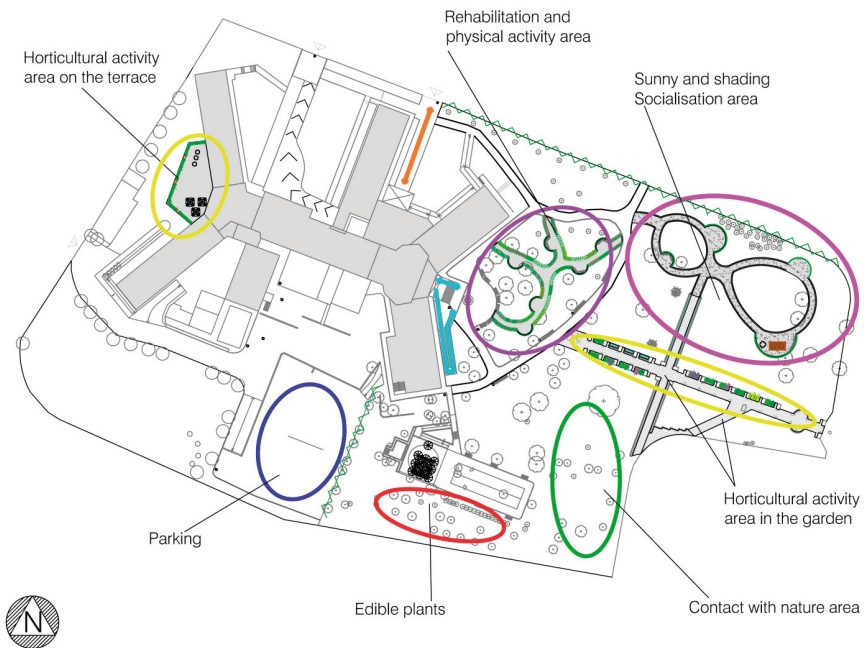 Rehabilitation and
physical activity area
Horticultural activity
area on the terrace
Sunny and shading
Socialisation area
Horticultural activity
area in the garden
Parking
Edible plants
Contact with nature area
N